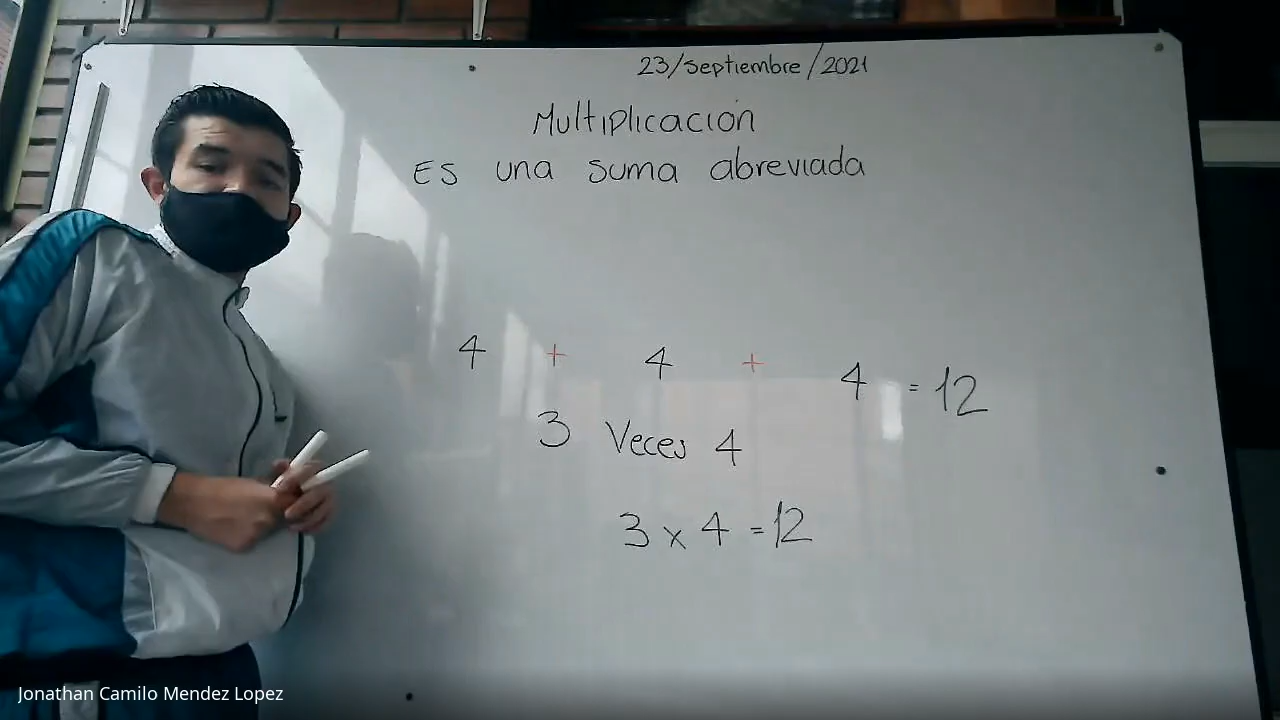 23/Septiembre/2021
Multiplicación
Es una suma abreviada
4 + 4 + 4 = 12
3 Veces 4
3 x 4 = 12
Jonathan Camilo Mendez Lopez